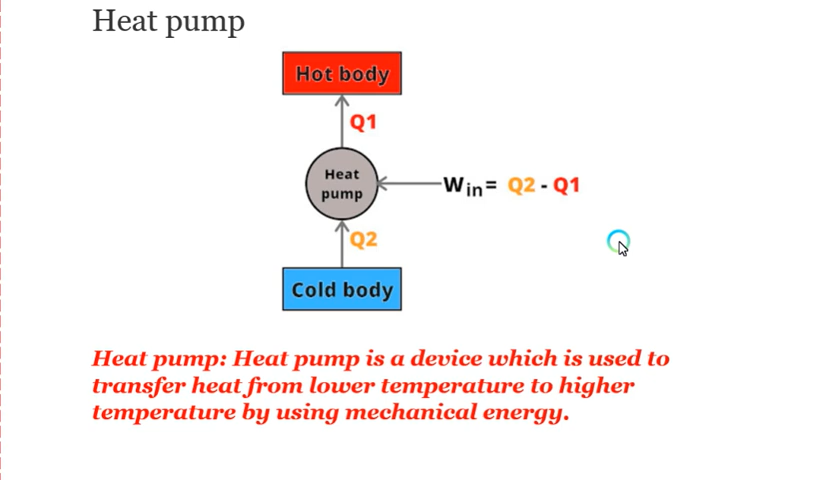 Heat pump
Hot body
Q1
Heat
pump
Win= Q2 - Q1
Q2
Cold body
Heat pump: Heat pump is a device which is used to
transfer heat from lower temperature to higher
temperature by using mechanical energy.